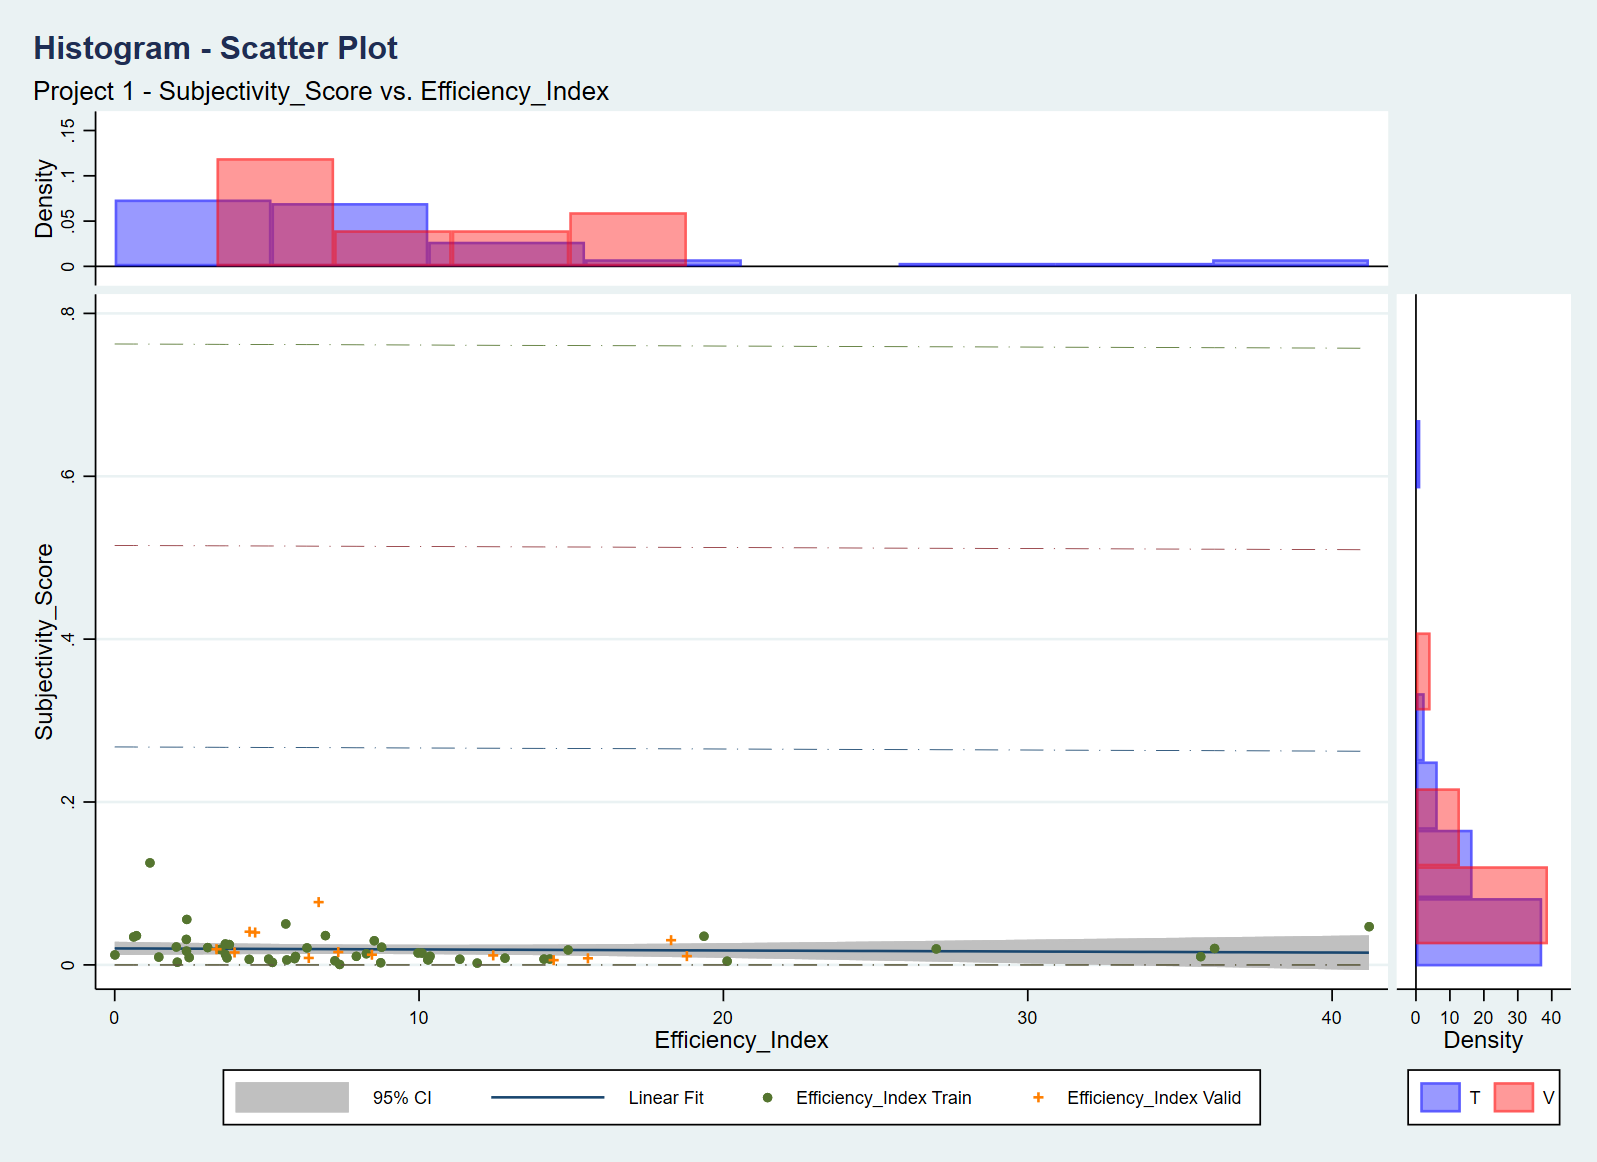 Histogram - Scatter Plot
Project 1 - Subjectivity_Score vs. Efficiency_Index
Density
.15
.1
.05
0
Subjectivity_Score
.8
.6
.4
.2
0
0 10 20 30 40
Efficiency_Index
0 10 20 30 40
Density
95% CI Linear Fit Efficiency_Index Train Efficiency_Index Valid
T V